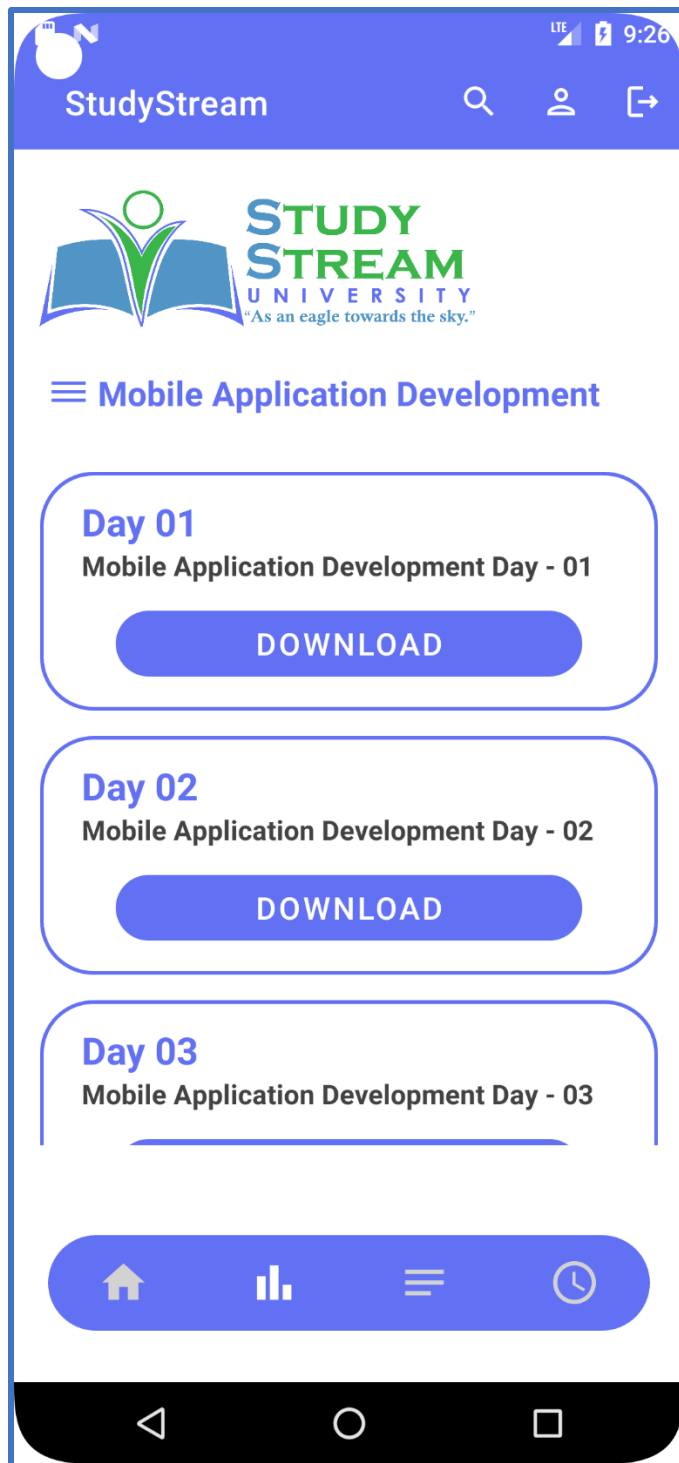 LTE 9:26
StudyStream
STUDY
STREAM
UNIVERSITY
“As an eagle towards the sky.”
Mobile Application Development
Day 01
Mobile Application Development Day - 01
DOWNLOAD
Day 02
Mobile Application Development Day - 02
DOWNLOAD
Day 03
Mobile Application Development Day - 03